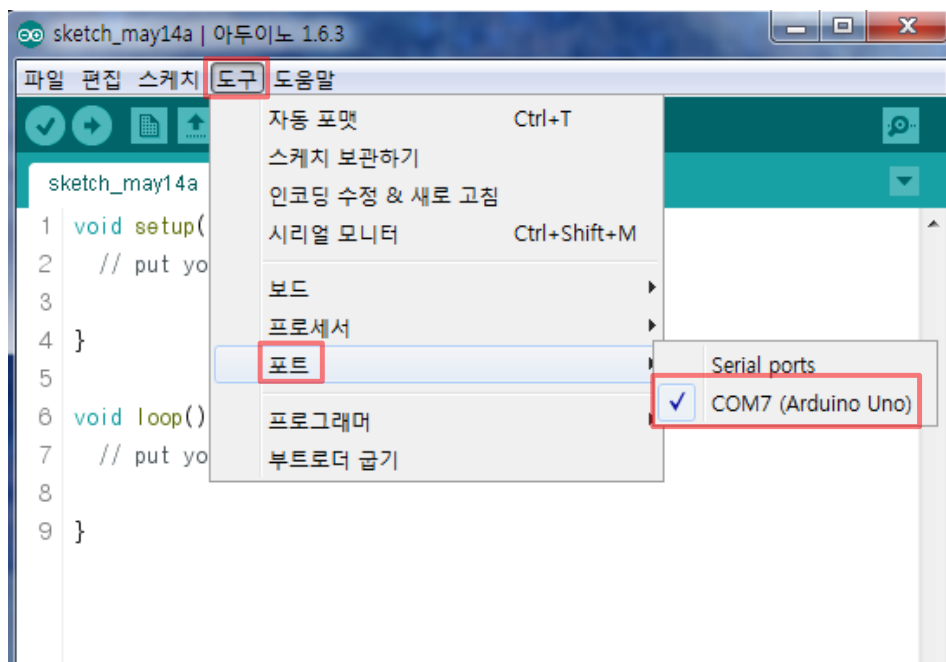 sketch_may14a | 아두이노 1.6.3
파일 편집 스케치 도구 도움말
자동 포맷 Ctrl+T
스케치 보관하기
sketch_may14a
인코딩 수정 & 새로 고침
1 void setup(
시리얼 모니터 Ctrl+Shift+M
2 // put yo
보드
3
프로세서
4 }
포트
Serial ports
5
COM7 (Arduino Uno)
6 void loop()
프로그래머
7 // put yo
부트로더 굽기
8
9 }